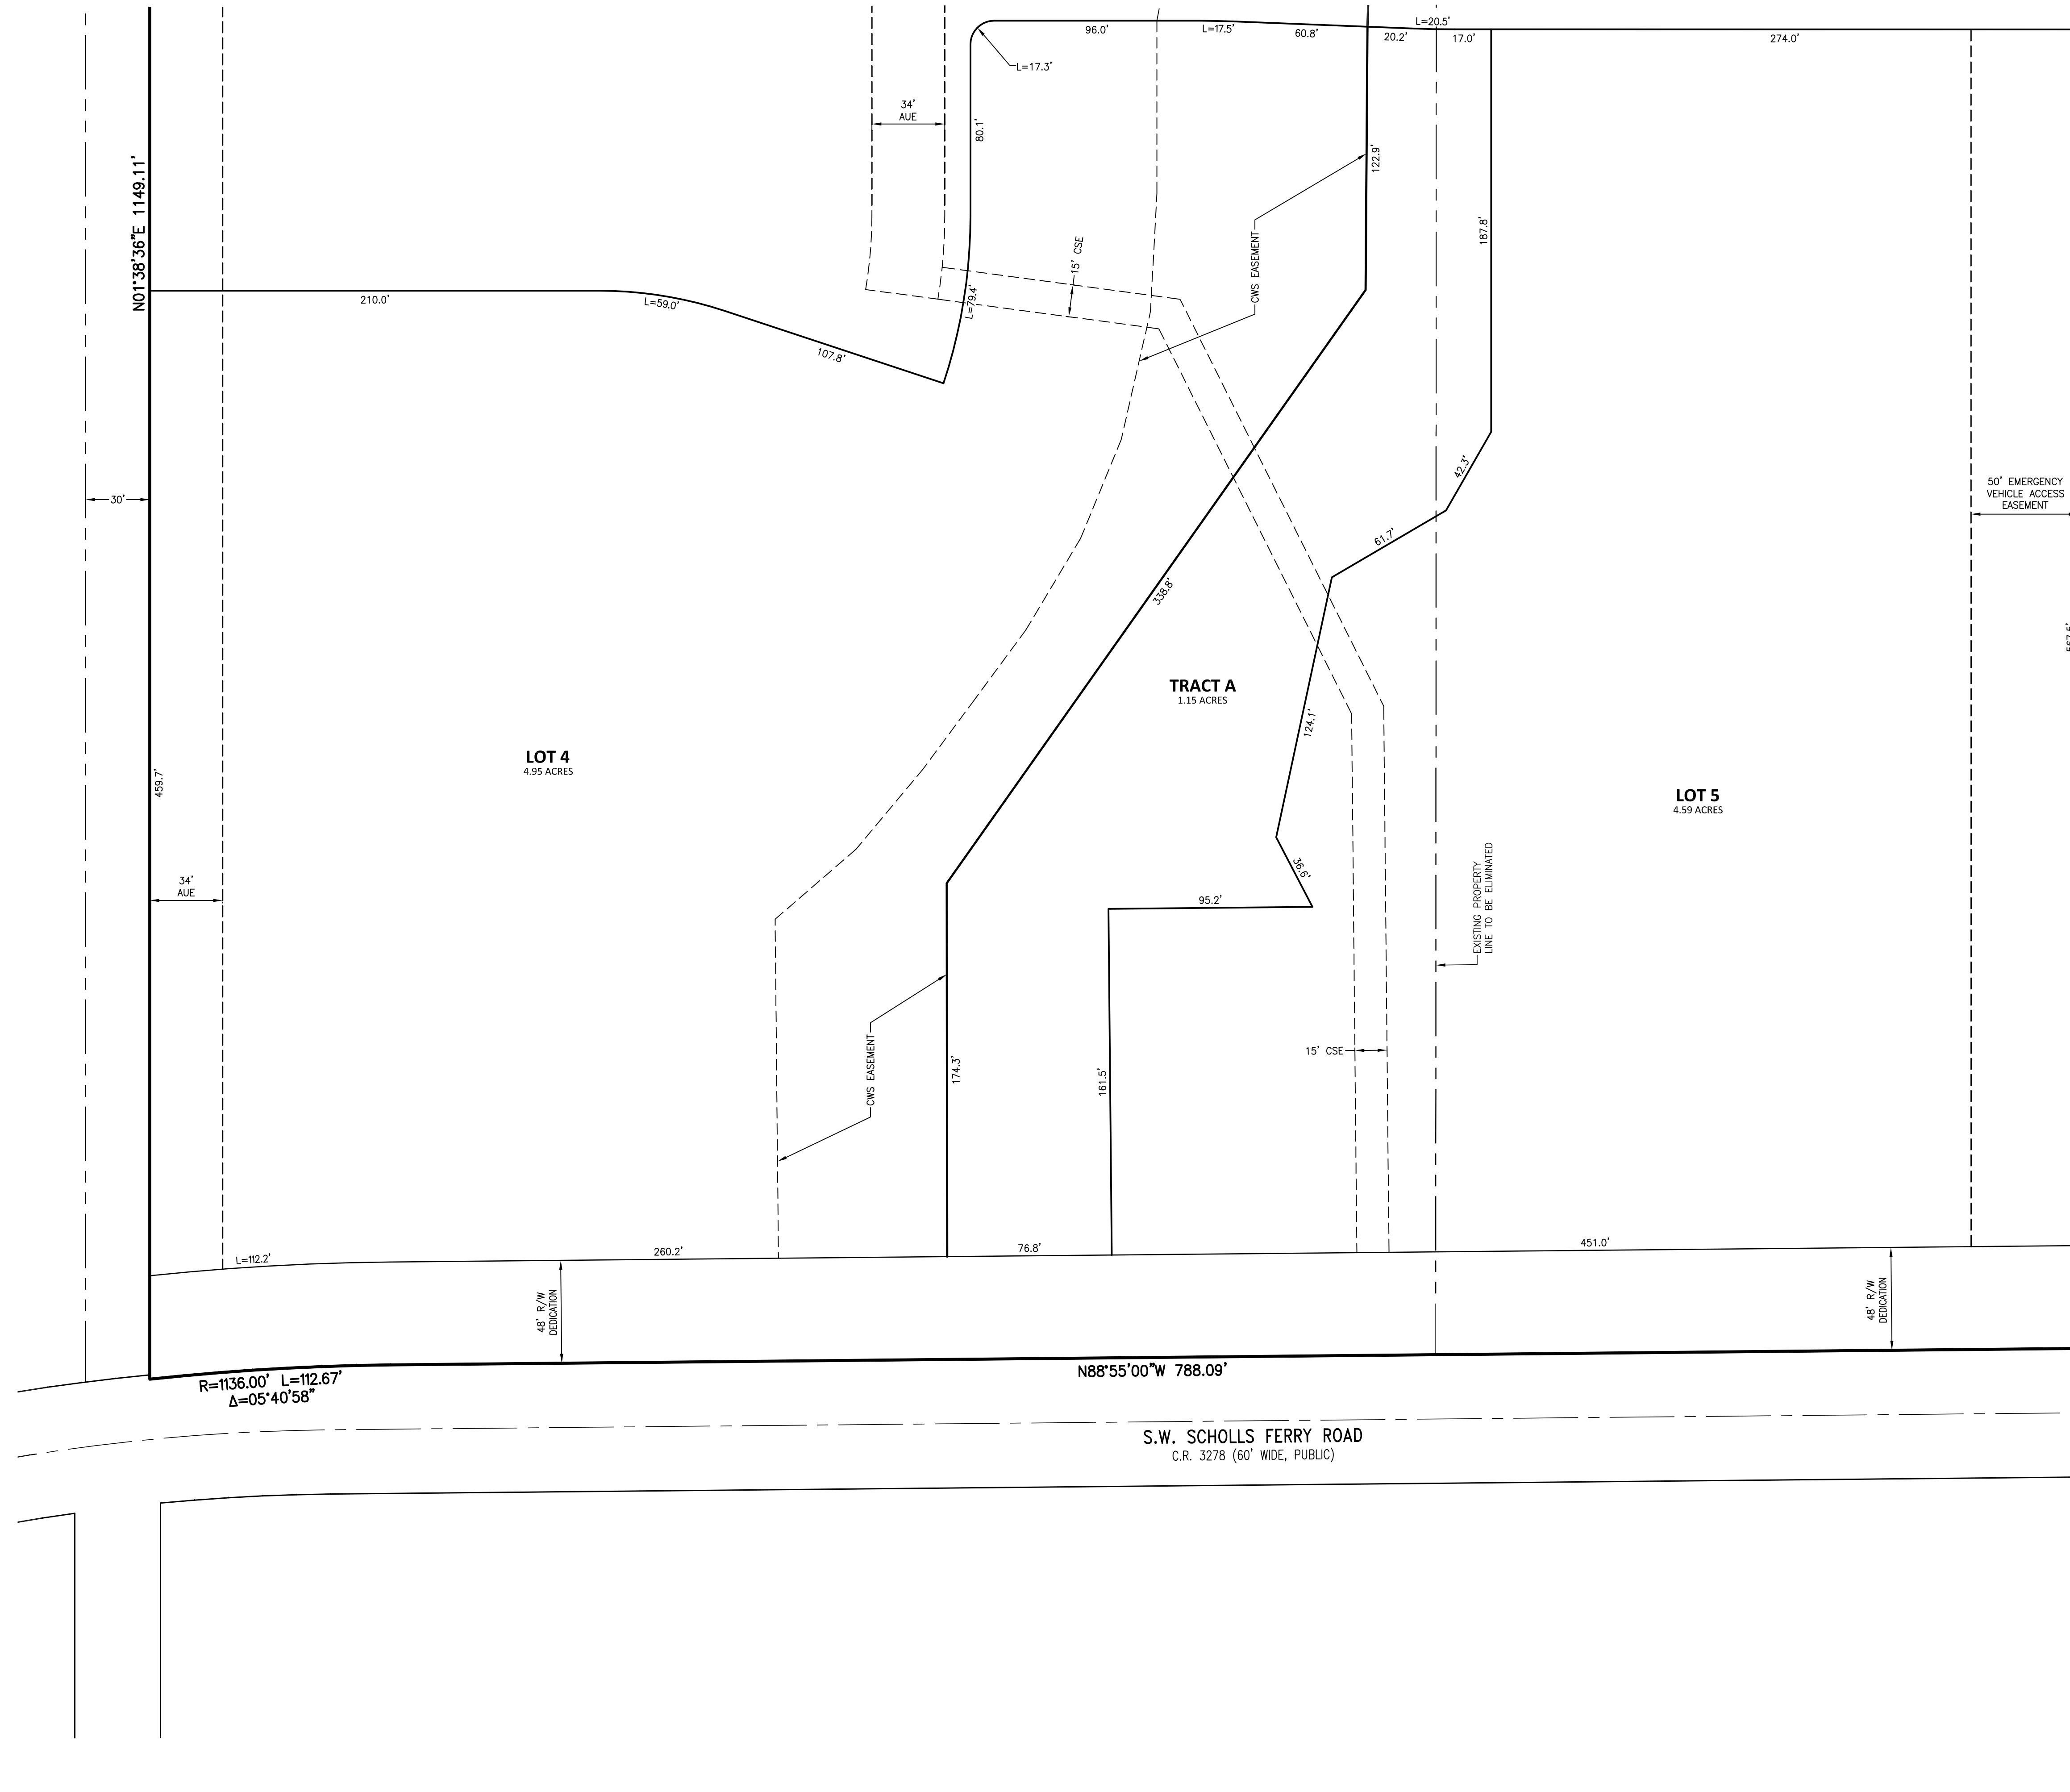 L=20.5'
96.0'
L=17.5'
60.8'
20.2'
17.0'
274.0'
L=17.3'
34'
AUE
80.1'
122.9'
N01°38'36"E 1149.11'
187.8'
15' CSE
CWS EASEMENT
210.0'
L=59.0'
L=79.4'
107.8'
42.3'
30'
50' EMERGENCY
VEHICLE ACCESS
EASEMENT
61.7'
338.8'
TRACT A
1.15 ACRES
124.1'
LOT 4
4.95 ACRES
459.7'
LOT 5
4.59 ACRES
34'
AUE
36.6'
95.2'
EXISTING PROPERTY
LINE TO BE ELIMINATED
CWS EASEMENT
174.3'
161.5'
15' CSE
L=112.2'
260.2'
76.8'
451.0'
48' R/W
DEDICATION
48' R/W
DEDICATION
R=1136.00' L=112.67'
Δ=05°40'58"
N88°55'00"W 788.09'
S.W. SCHOLLS FERRY ROAD
C.R. 3278 (60' WIDE, PUBLIC)